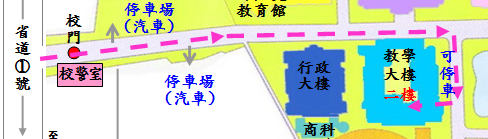 教育館
省道①號
校門
校警室
停車場
(汽車)
停車場
(汽車)
行政
大樓
教學
大樓
二樓
可停車
商科
至